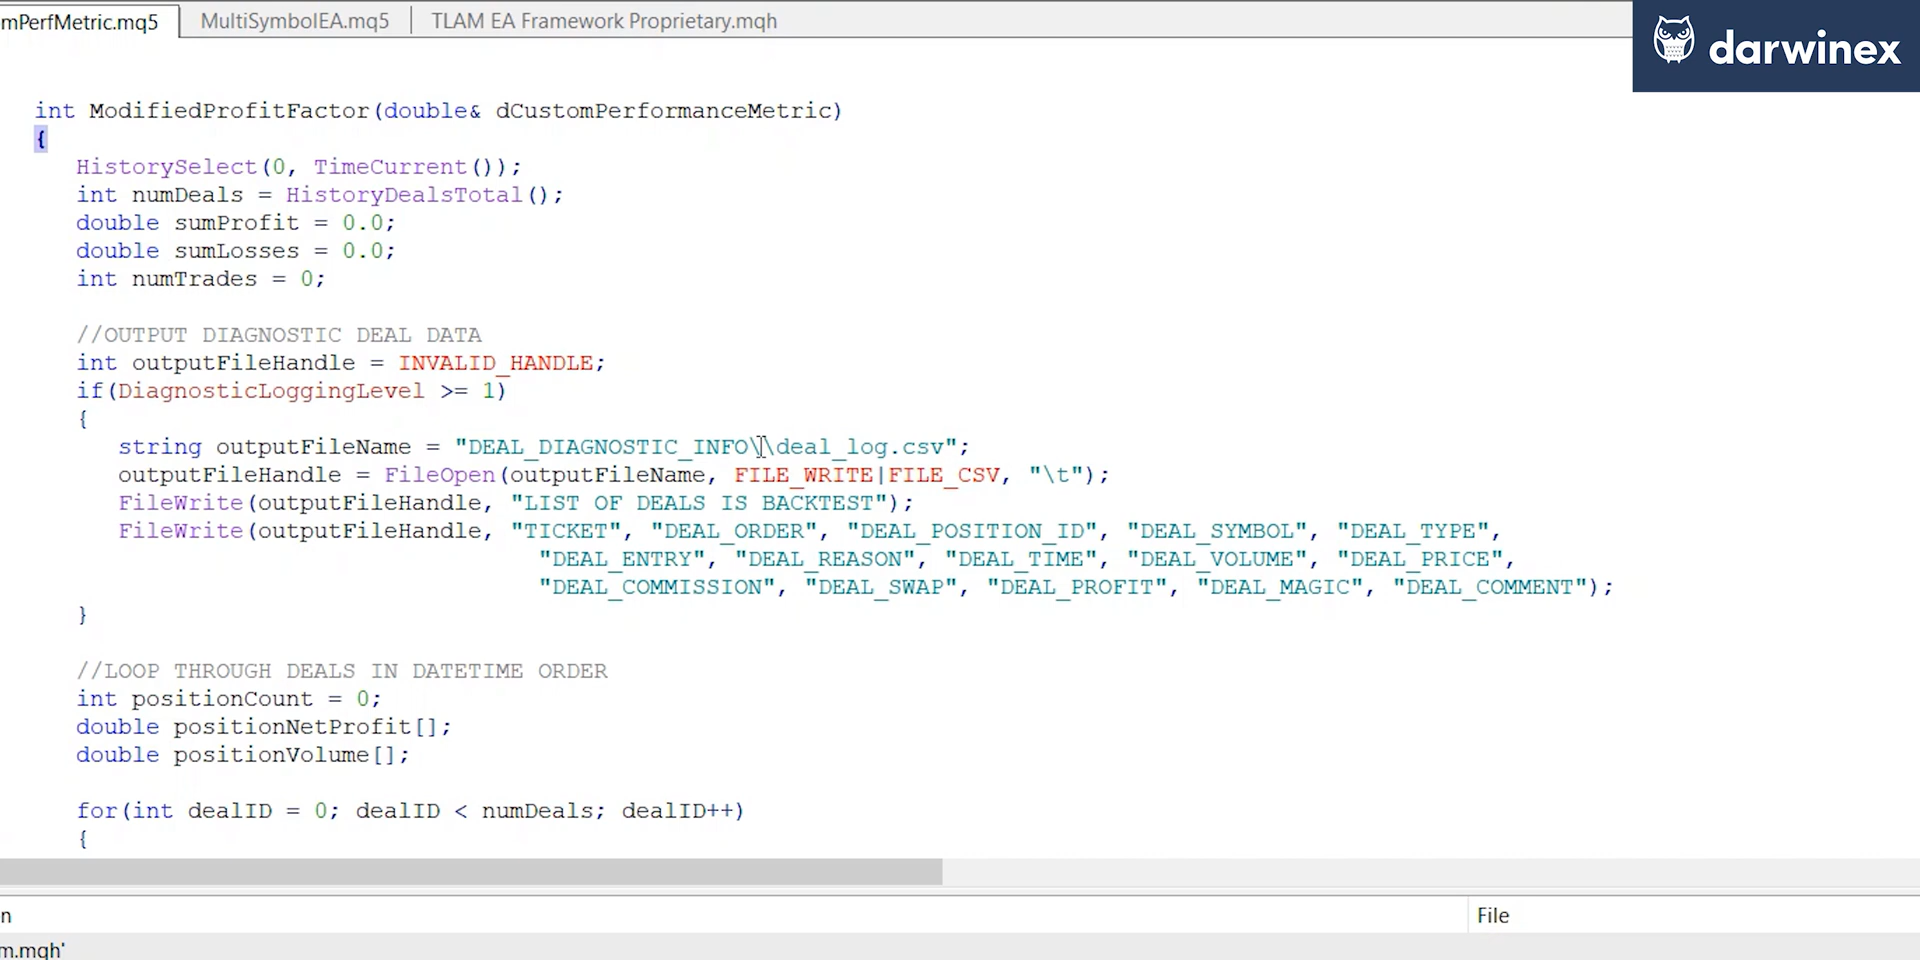 mPerfMetric.mq5 MultiSymbolEA.mq5 TLAM EA Framework Proprietary.mqh
darwinex
int ModifiedProfitFactor(double& dCustomPerformanceMetric)
{
HistorySelect(0, TimeCurrent());
int numDeals = HistoryDealsTotal();
double sumProfit = 0.0;
double sumLosses = 0.0;
int numTrades = 0;
//OUTPUT DIAGNOSTIC DEAL DATA
int outputFileHandle = INVALID_HANDLE;
if(DiagnosticLoggingLevel >= 1)
{
string outputFileName = "DEAL_DIAGNOSTIC_INFO\\deal_log.csv";
outputFileHandle = FileOpen(outputFileName, FILE_WRITE|FILE_CSV, "\t");
FileWrite(outputFileHandle, "LIST OF DEALS IS BACKTEST");
FileWrite(outputFileHandle, "TICKET", "DEAL_ORDER", "DEAL_POSITION_ID", "DEAL_SYMBOL", "DEAL_TYPE",
"DEAL_ENTRY", "DEAL_REASON", "DEAL_TIME", "DEAL_VOLUME", "DEAL_PRICE",
"DEAL_COMMISSION", "DEAL_SWAP", "DEAL_PROFIT", "DEAL_MAGIC", "DEAL_COMMENT");
}
//LOOP THROUGH DEALS IN DATETIME ORDER
int positionCount = 0;
double positionNetProfit[];
double positionVolume[];
for(int dealID = 0; dealID < numDeals; dealID++)
{
n File
m.mqh'